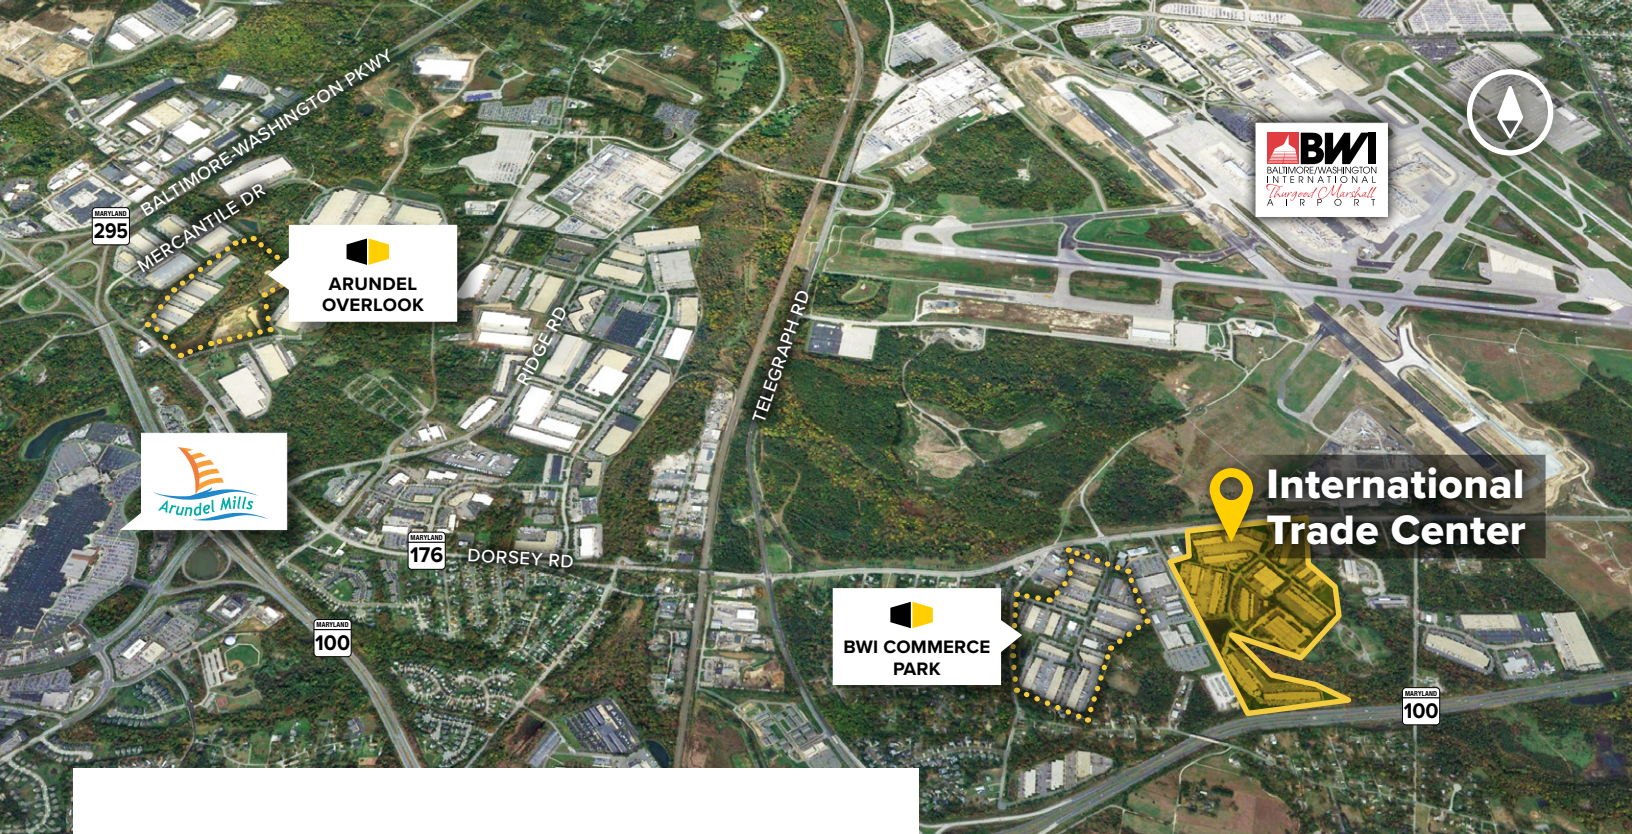 BALTIMORE-WASHINGTON PKWY
MERCANTILE DR
MARYLAND
295
ARUNDEL
OVERLOOK
BWI
BALTIMORE/WASHINGTON
INTERNATIONAL
Thurgood Marshall
AIRPORT
RIDGE RD
TELEGRAPH RD
Arundel Mills
International
Trade Center
MARYLAND
176
DORSEY RD
MARYLAND
100
BWI COMMERCE
PARK
MARYLAND
100